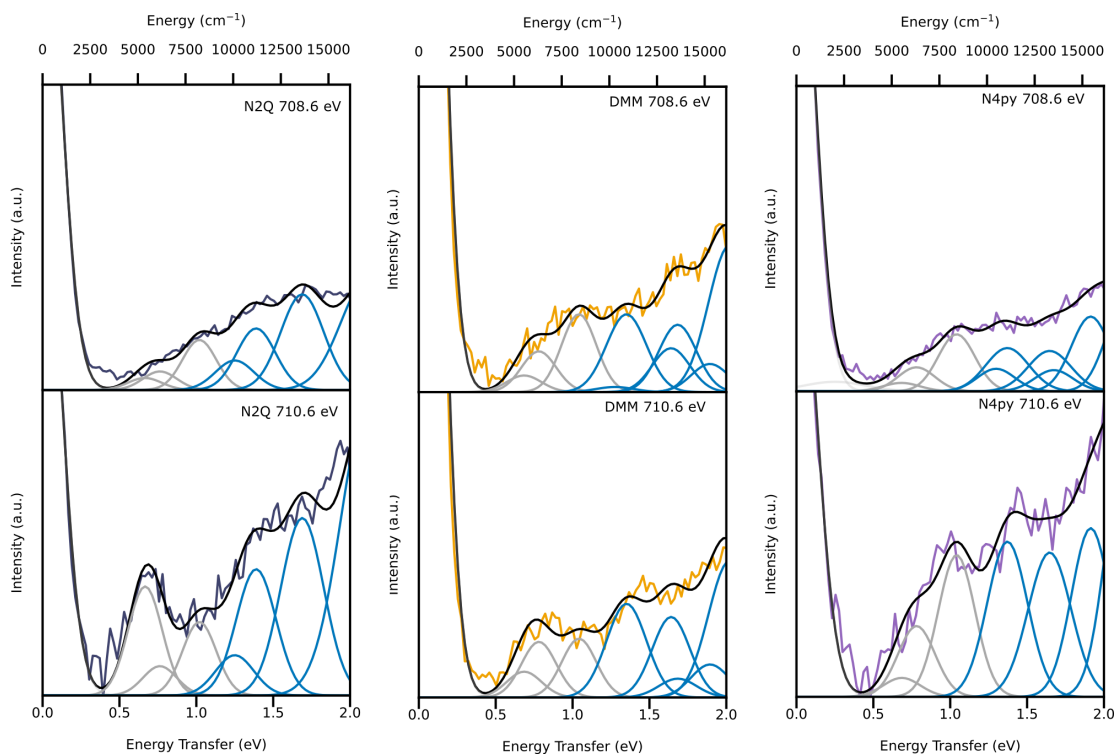 Energy (cm⁻¹)
0 2500 5000 7500 10000 12500 15000
N2Q 708.6 eV
Intensity (a.u.)
N2Q 710.6 eV
Intensity (a.u.)
0.0 0.5 1.0 1.5 2.0
Energy Transfer (eV)
Energy (cm⁻¹)
0 2500 5000 7500 10000 12500 15000
DMM 708.6 eV
Intensity (a.u.)
DMM 710.6 eV
Intensity (a.u.)
0.0 0.5 1.0 1.5 2.0
Energy Transfer (eV)
Energy (cm⁻¹)
0 2500 5000 7500 10000 12500 15000
N4py 708.6 eV
Intensity (a.u.)
N4py 710.6 eV
Intensity (a.u.)
0.0 0.5 1.0 1.5 2.0
Energy Transfer (eV)